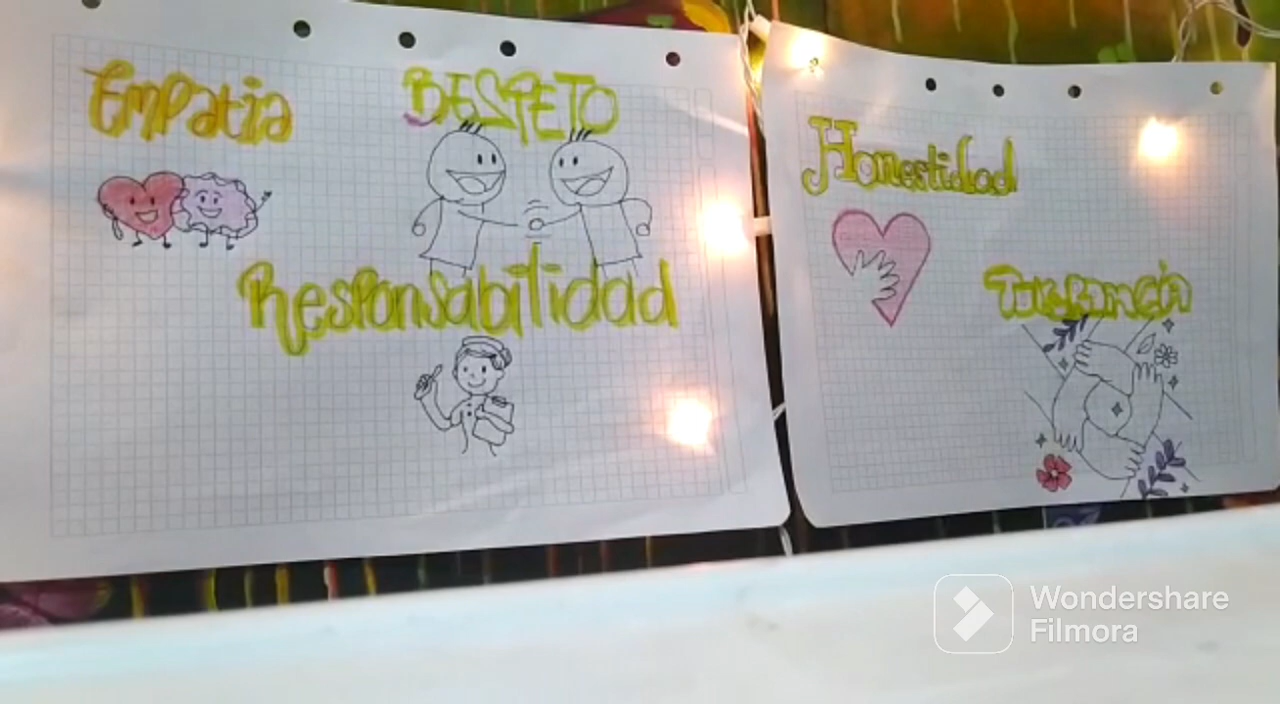 Empatia
RESPETO
Responsabilidad
Honestidad
Tolerancia
Wondershare
Filmora